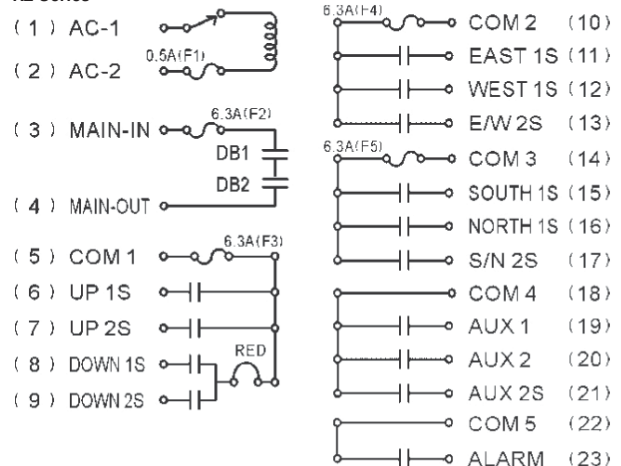 ( 1 ) AC-1
0.5A(F1)
( 2 ) AC-2
6.3A(F2)
( 3 ) MAIN-IN
DB1
DB2
( 4 ) MAIN-OUT
6.3A(F3)
( 5 ) COM 1
( 6 ) UP 1S
( 7 ) UP 2S
RED
( 8 ) DOWN 1S
( 9 ) DOWN 2S
6.3A(F4)
COM 2 (10)
EAST 1S (11)
WEST 1S (12)
E/W 2S (13)
6.3A(F5)
COM 3 (14)
SOUTH 1S (15)
NORTH 1S (16)
S/N 2S (17)
COM 4 (18)
AUX 1 (19)
AUX 2 (20)
AUX 2S (21)
COM 5 (22)
ALARM (23)